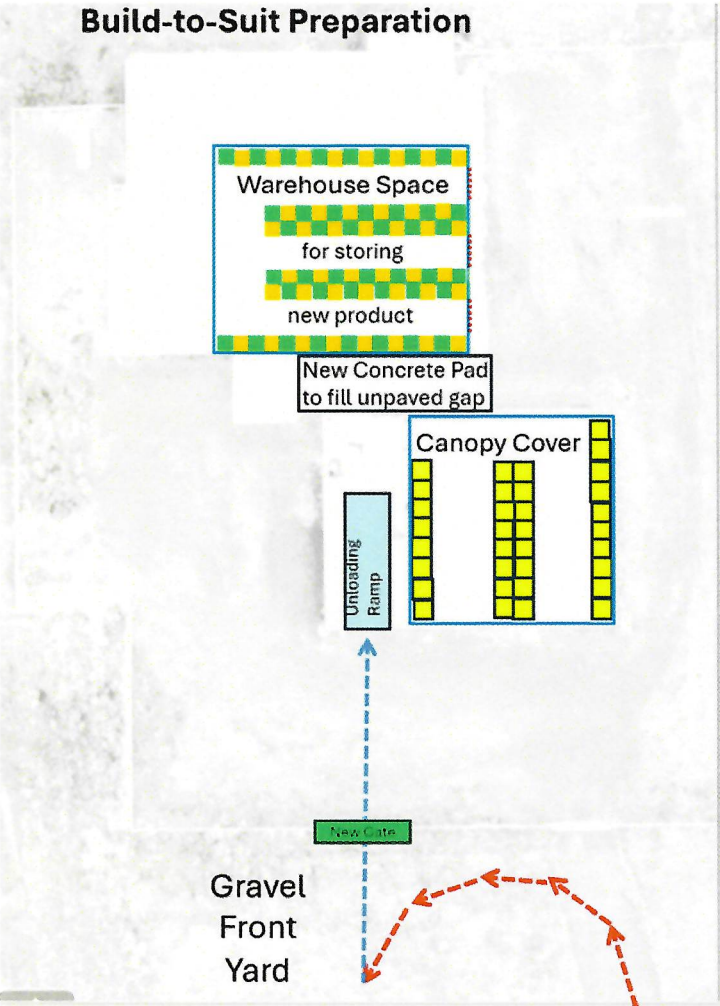 Build-to-Suit Preparation
Warehouse Space
for storing
new product
New Concrete Pad
to fill unpaved gap
Canopy Cover
Unloading
Ramp
New Gate
Gravel
Front
Yard